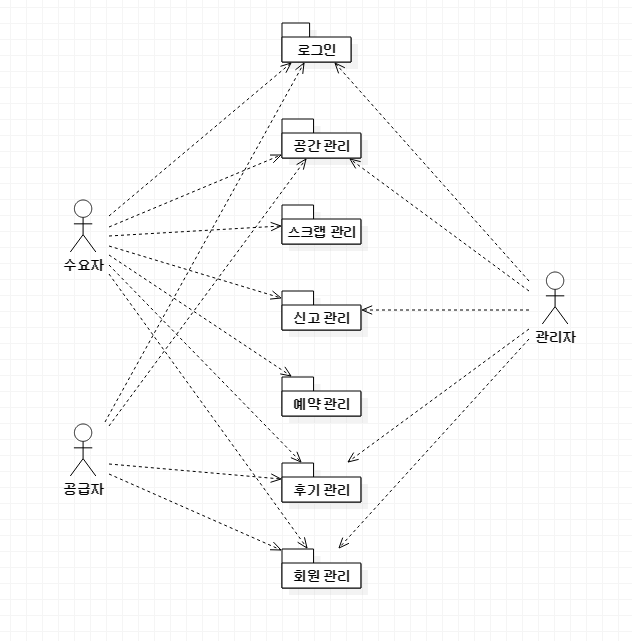 로그인
공간 관리
스크랩 관리
수요자
신고 관리
관리자
예약 관리
공급자
후기 관리
회원 관리